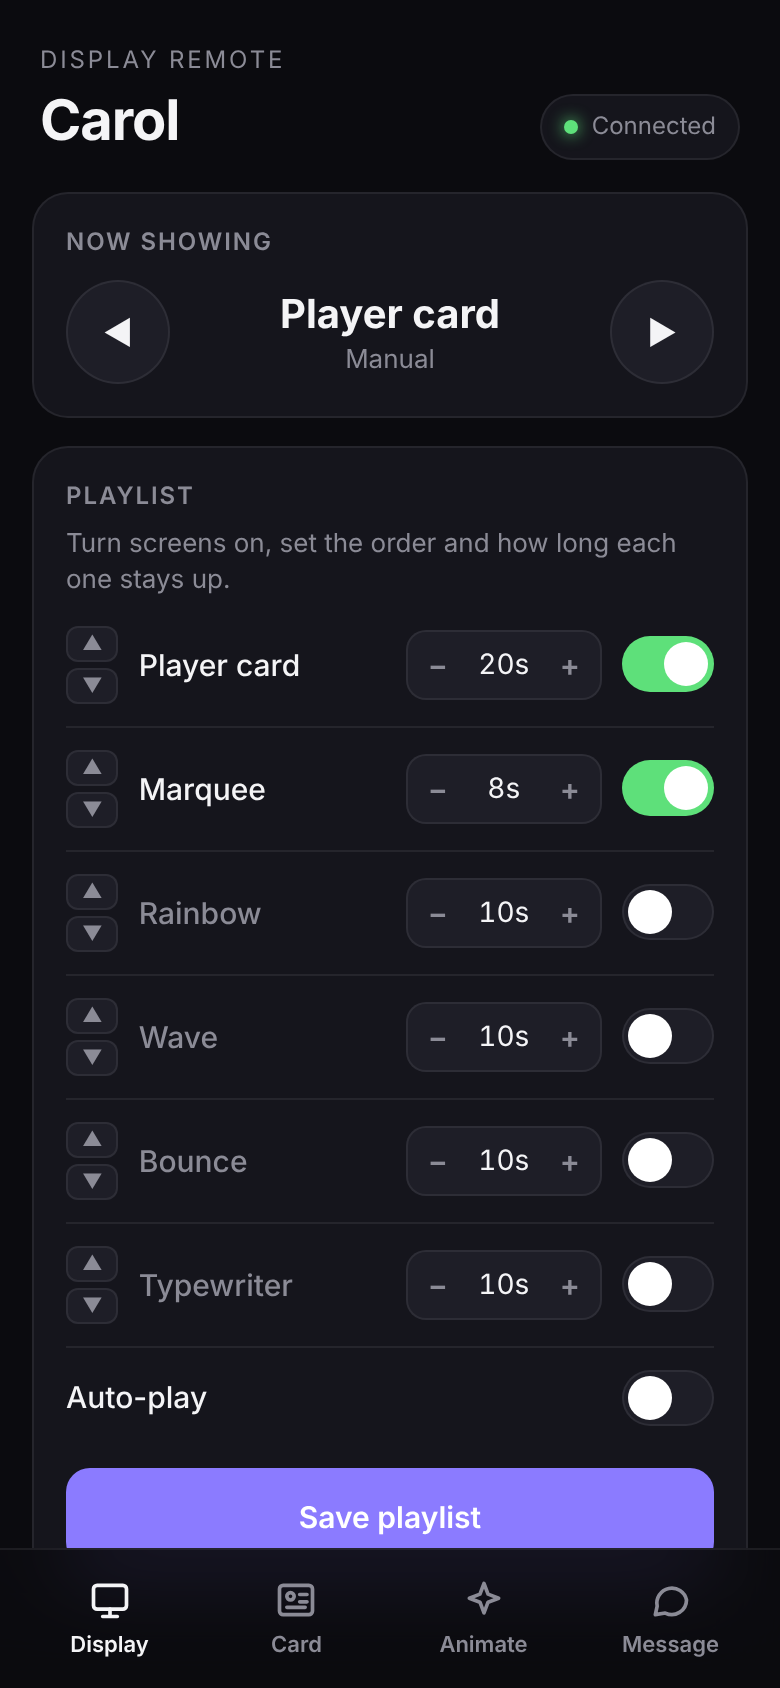 DISPLAY REMOTE
Carol
Connected
NOW SHOWING
Player card
Manual
PLAYLIST
Turn screens on, set the order and how long each
one stays up.
Player card
– 20s +
Marquee
– 8s +
Rainbow
– 10s +
Wave
– 10s +
Bounce
– 10s +
Typewriter
– 10s +
Auto-play
Save playlist
Display
Card
Animate
Message